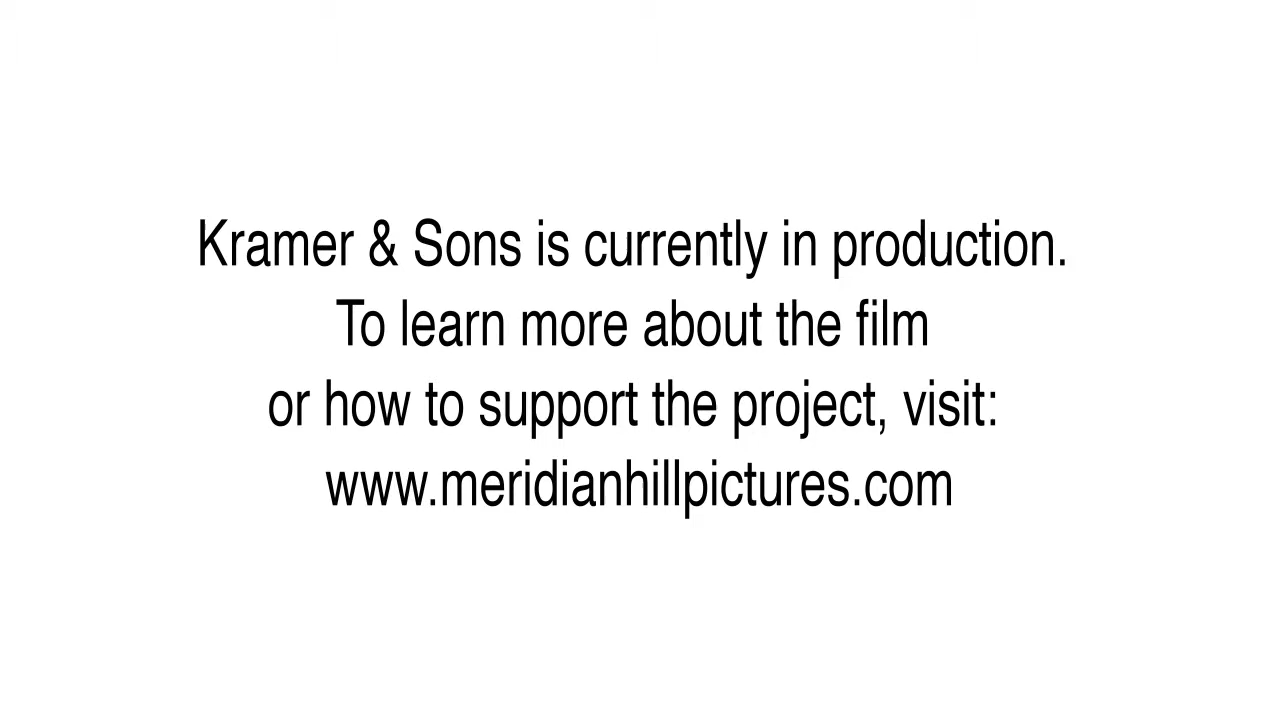 Kramer & Sons is currently in production.
To learn more about the film
or how to support the project, visit:
www.meridianhillpictures.com